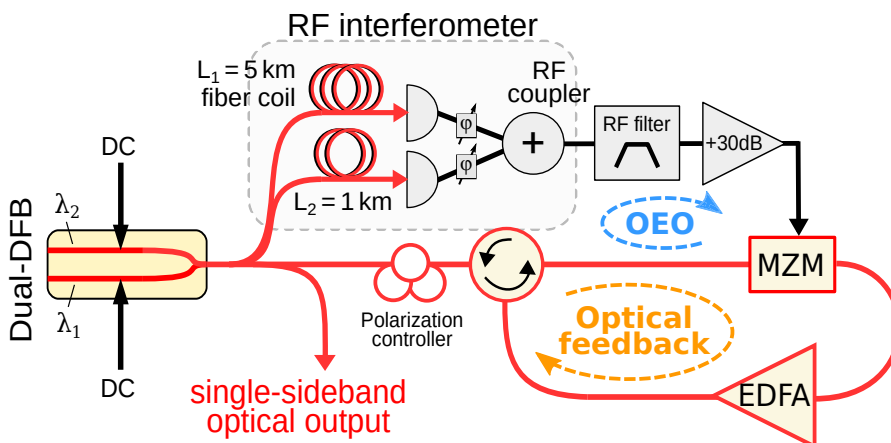 RF interferometer
L₁ = 5 km
fiber coil
RF
coupler
φ
φ
+
RF filter
+30dB
L₂ = 1 km
DC
λ₂
Dual-DFB
λ₁
DC
OEO
MZM
Polarization
controller
Optical
feedback
EDFA
single-sideband
optical output